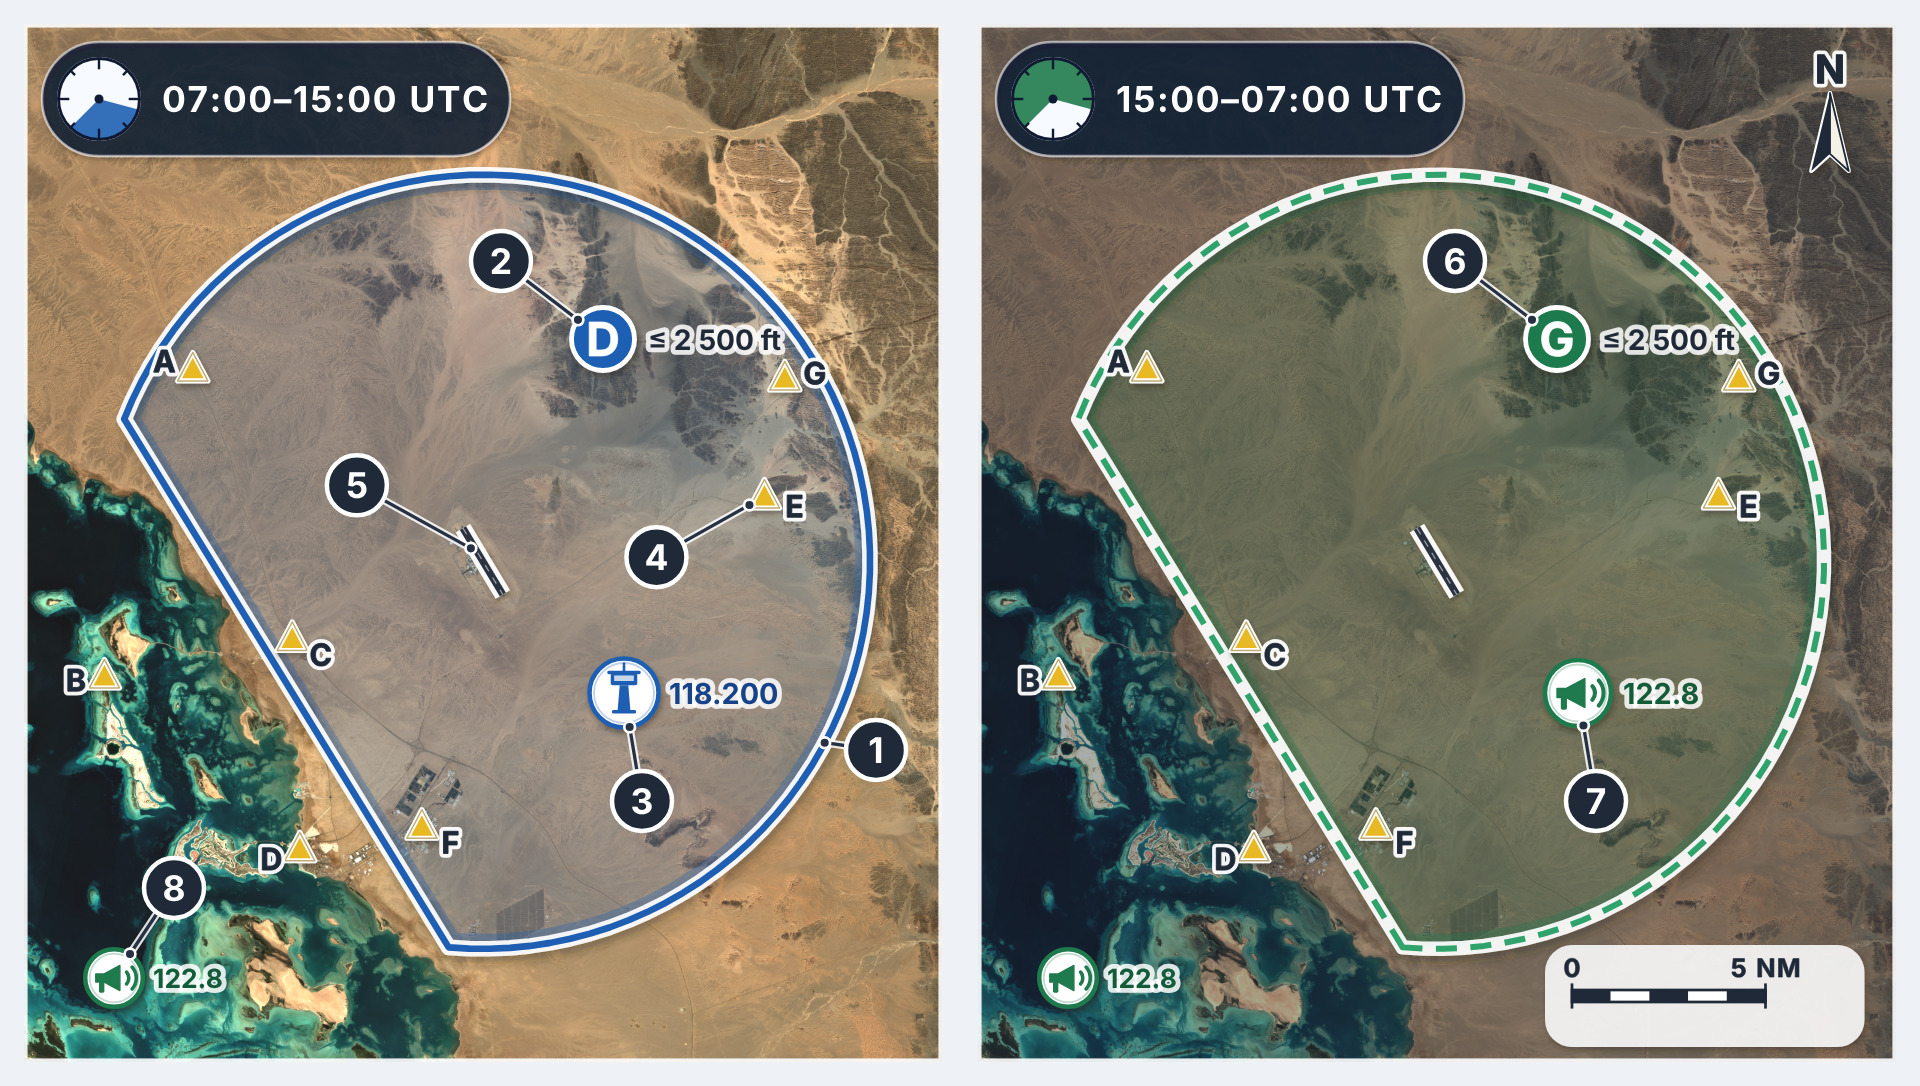 07:00–15:00 UTC
2
D ≤ 2 500 ft
A
G
5
E
4
C
B
118.200
1
3
F
D
8
122.8
15:00–07:00 UTC
N
6
G ≤ 2 500 ft
A
G
E
C
B
122.8
7
F
D
122.8
0 5 NM